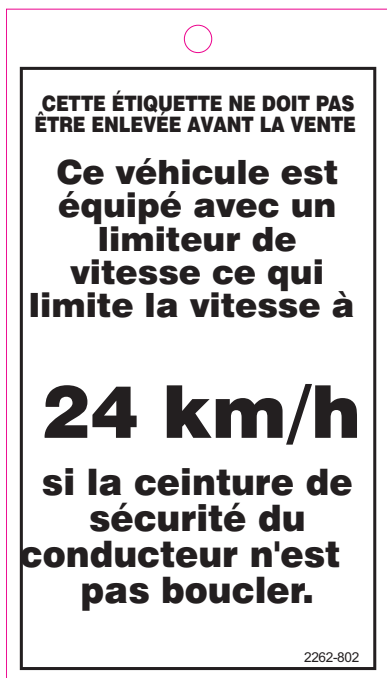 CETTE ÉTIQUETTE NE DOIT PAS
ÊTRE ENLEVÉE AVANT LA VENTE
Ce véhicule est
équipé avec un
limiteur de
vitesse ce qui
limite la vitesse à
24 km/h
si la ceinture de
sécurité du
conducteur n'est
pas boucler.
2262-802